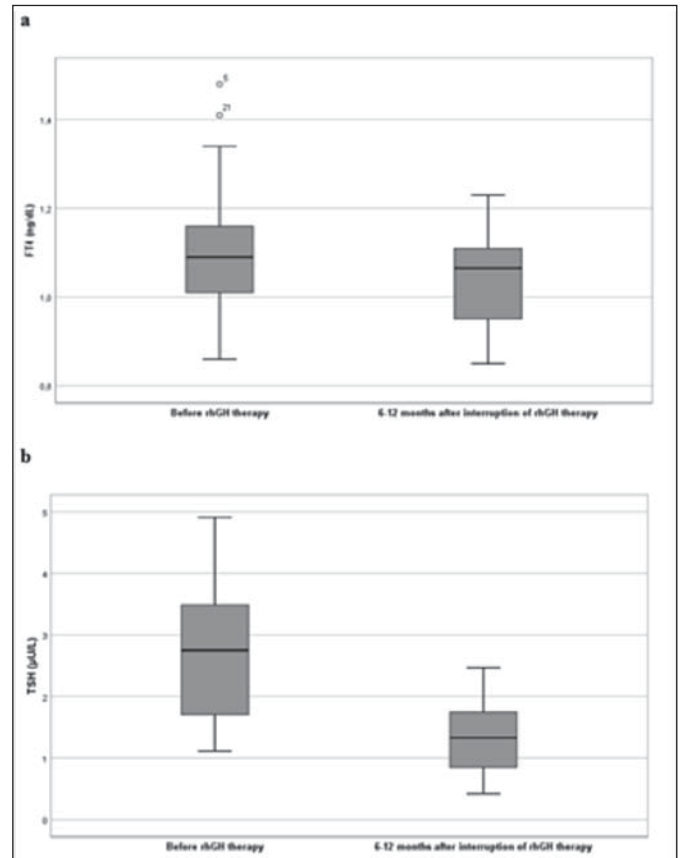 a
5
21
1,4
1,2
1,0
0,8
FT4 (ng/dL)
Before rhGH therapy
6-12 months after interruption of rhGH therapy
b
5
4
3
2
1
0
TSH (µU/L)
Before rhGH therapy
6-12 months after interruption of rhGH therapy